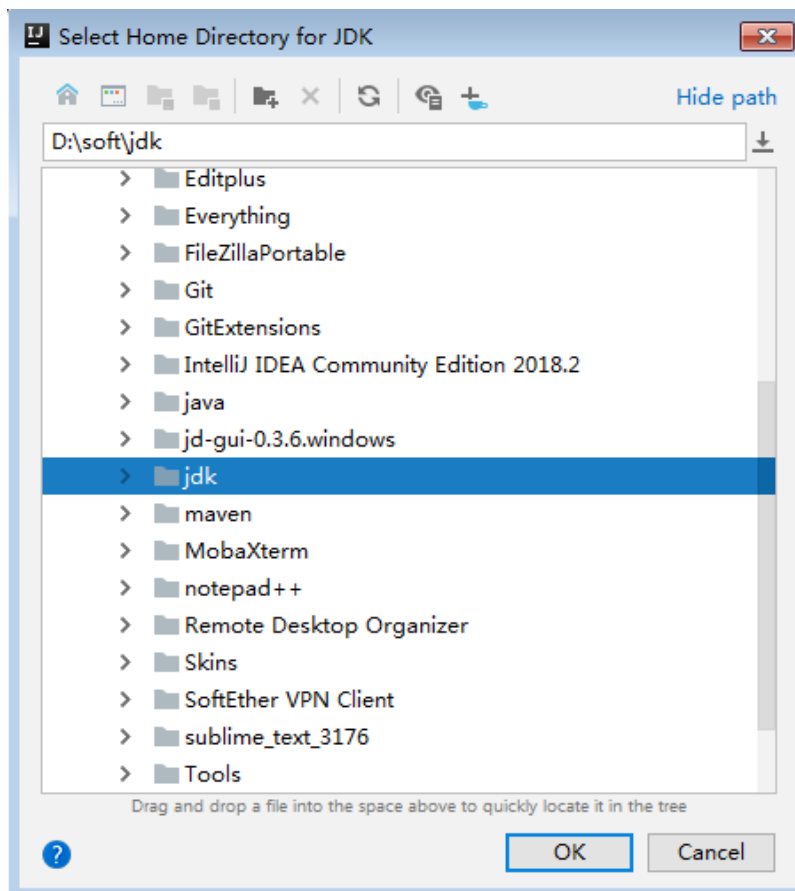 IJ Select Home Directory for JDK
Hide path
D:\soft\jdk
Editplus
Everything
FileZillaPortable
Git
GitExtensions
IntelliJ IDEA Community Edition 2018.2
java
jd-gui-0.3.6.windows
jdk
maven
MobaXterm
notepad++
Remote Desktop Organizer
Skins
SoftEther VPN Client
sublime_text_3176
Tools
Drag and drop a file into the space above to quickly locate it in the tree
? OK Cancel